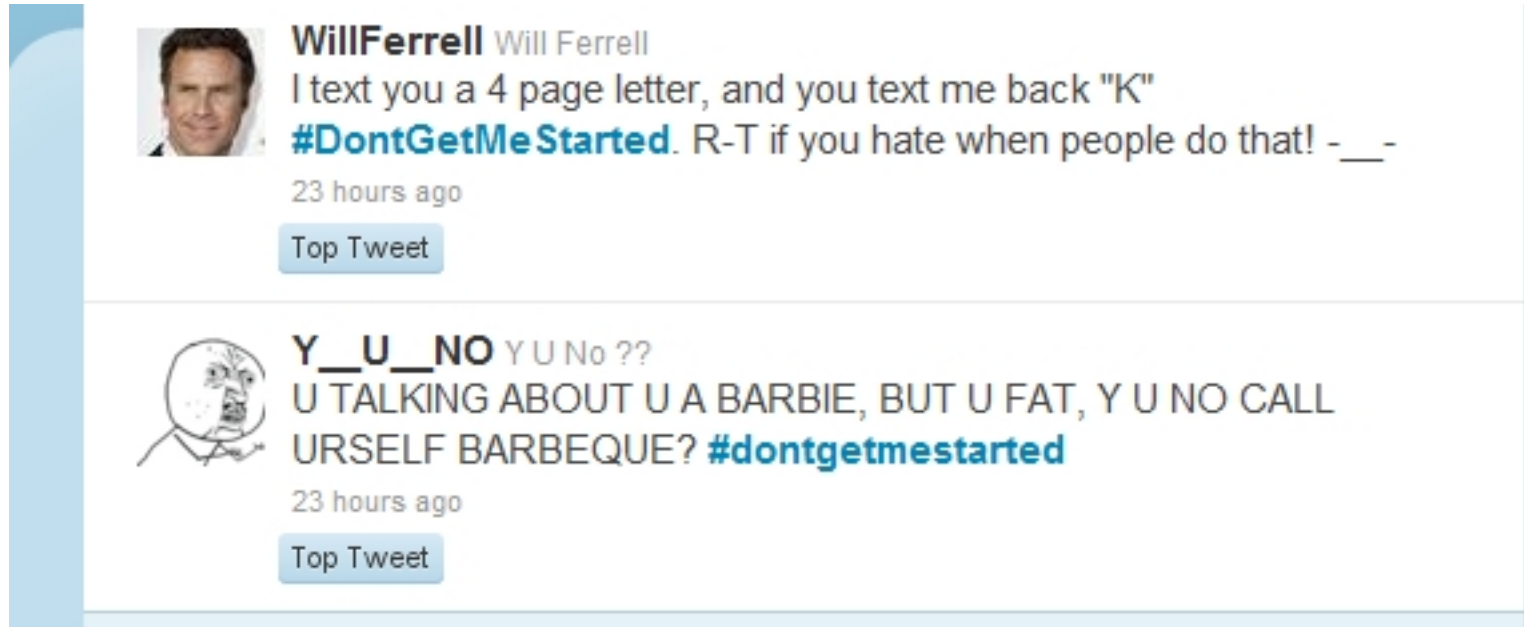 WillFerrell Will Ferrell
I text you a 4 page letter, and you text me back "K"
#DontGetMeStarted. R-T if you hate when people do that! -__-
23 hours ago
Top Tweet
Y__U__NO Y U No ??
U TALKING ABOUT U A BARBIE, BUT U FAT, Y U NO CALL
URSELF BARBEQUE? #dontgetmestarted
23 hours ago
Top Tweet